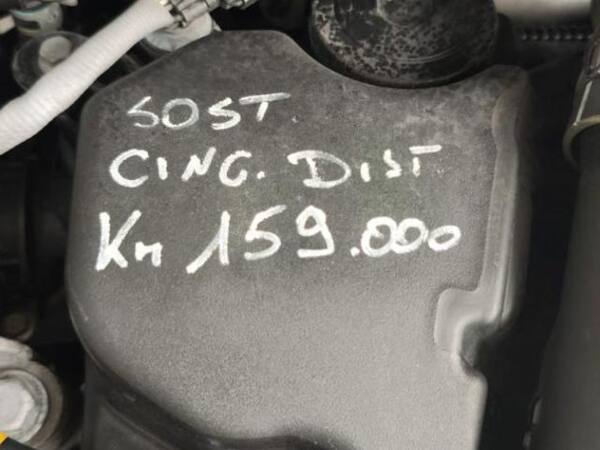 SOST.
CING. DIST.
Km 159.000